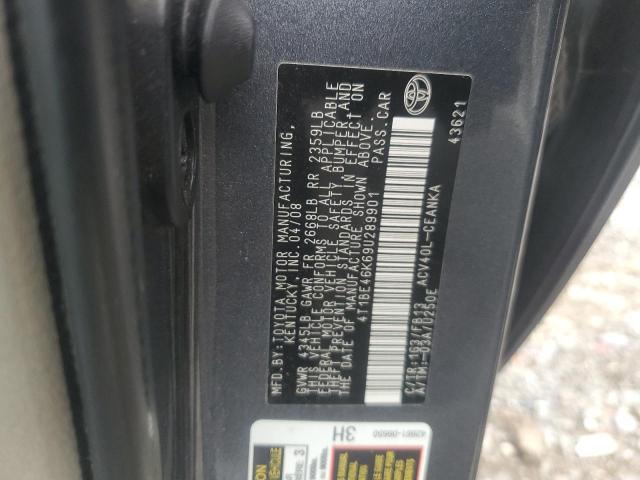 MFD.BY:TOYOTA MOTOR MANUFACTURING,
KENTUCKY, INC. 04/08
GVWR 4345LB GAWR FR 2668LB RR 2359LB
THIS VEHICLE CONFORMS TO ALL APPLICABLE
FEDERAL MOTOR VEHICLE SAFETY BUMPER, AND
THEFT PREVENTION STANDARDS IN EFFECT ON
THE DATE OF MANUFACTURE SHOWN ABOVE.
4T1BE46K69U289901 PASS.CAR
C/TR:1G3/FB13 ACV40L-CEANKA
A/TM:-03A/U250E
43621
3H